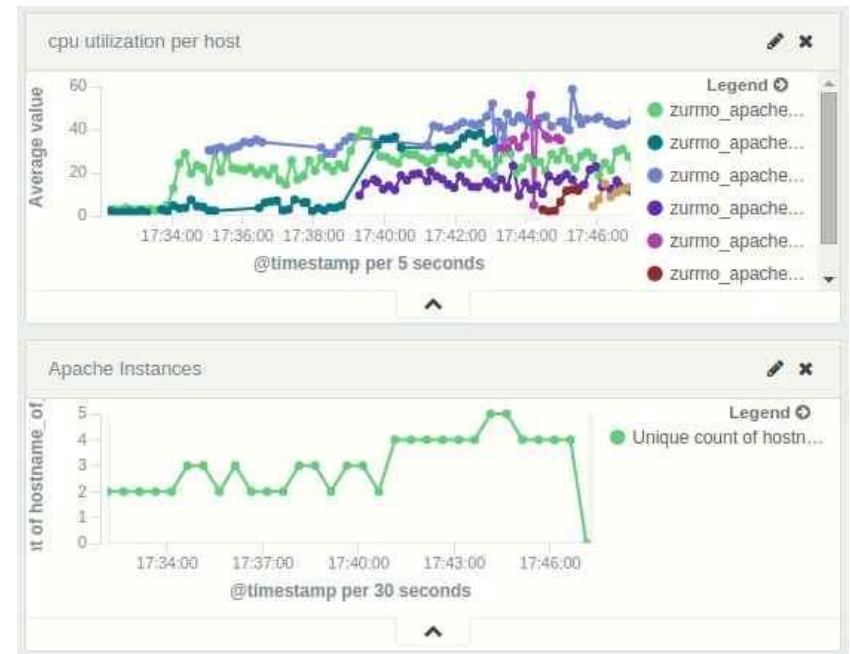 cpu utilization per host
Average value
60
40
20
0
17:34:00 17:36:00 17:38:00 17:40:00 17:42:00 17:44:00 17:46:00
@timestamp per 5 seconds
Legend
zurmo_apache...
zurmo_apache...
zurmo_apache...
zurmo_apache...
zurmo_apache...
zurmo_apache...
Apache Instances
t of hostname_of_
5
4
3
2
1
0
17:34:00 17:37:00 17:40:00 17:43:00 17:46:00
@timestamp per 30 seconds
Legend
Unique count of hostn...